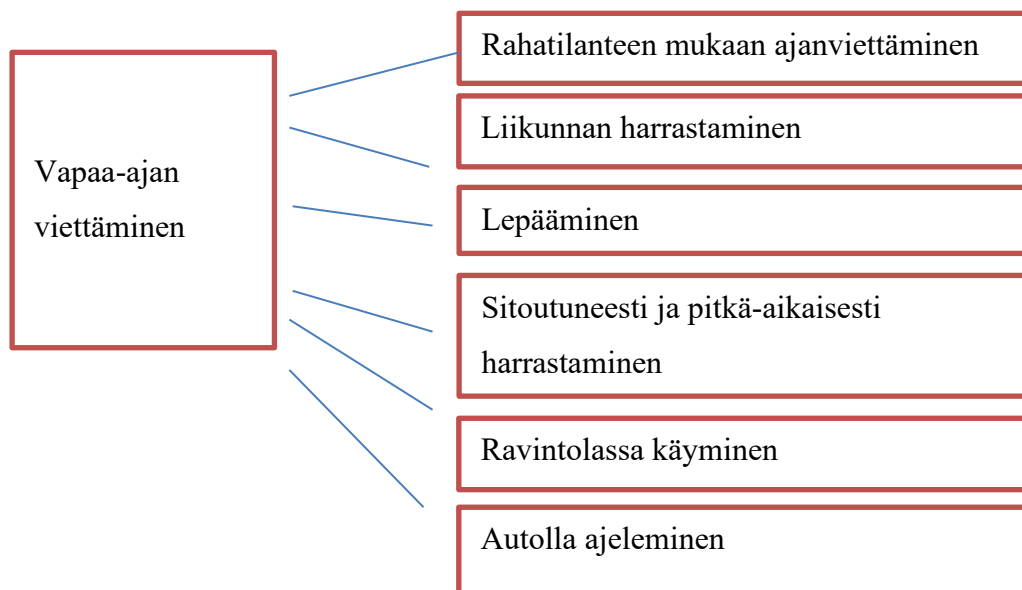 Vapaa-ajan
viettäminen
Rahatilanteen mukaan ajanviettäminen
Liikunnan harrastaminen
Lepääminen
Sitoutuneesti ja pitkä-aikaisesti
harrastaminen
Ravintolassa käyminen
Autolla ajeleminen